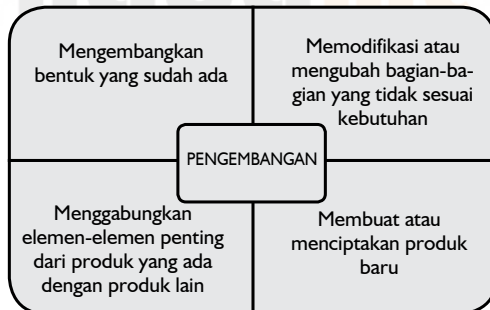 Mengembangkan
bentuk yang sudah ada
Memodifikasi atau
mengubah bagian-ba-
gian yang tidak sesuai
kebutuhan
PENGEMBANGAN
Menggabungkan
elemen-elemen penting
dari produk yang ada
dengan produk lain
Membuat atau
menciptakan produk
baru